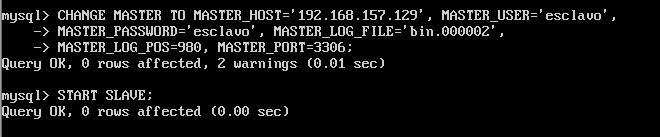 mysql> CHANGE MASTER TO MASTER_HOST='192.168.157.129', MASTER_USER='esclavo',
    -> MASTER_PASSWORD='esclavo', MASTER_LOG_FILE='bin.000002',
    -> MASTER_LOG_POS=980, MASTER_PORT=3306;
Query OK, 0 rows affected, 2 warnings (0.01 sec)
mysql> START SLAVE;
Query OK, 0 rows affected (0.00 sec)